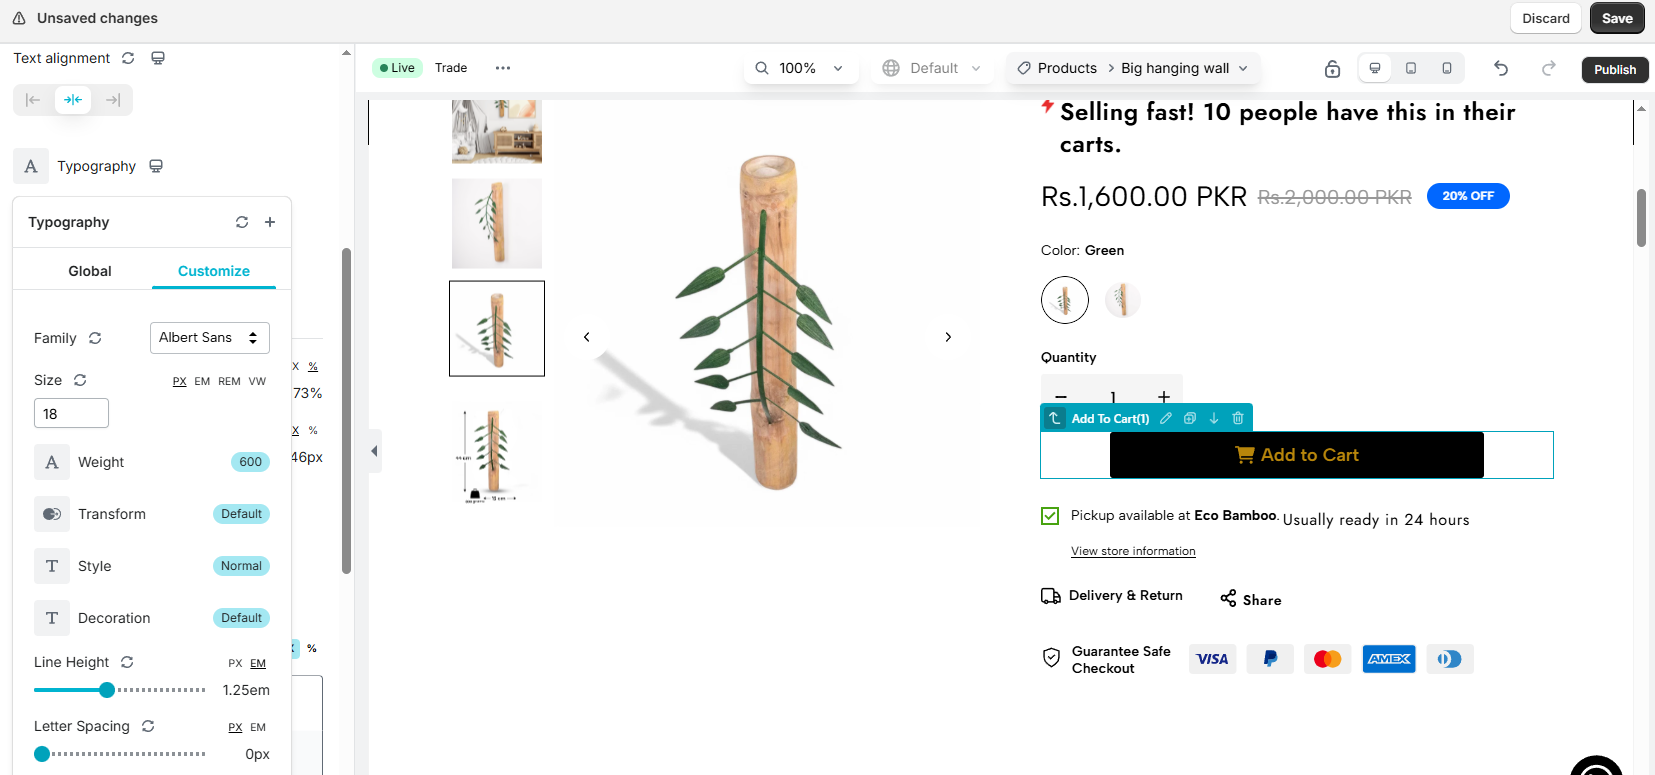 Unsaved changes
Discard
Save
Text alignment
Live
Trade
100%
Default
Products
Big hanging wall
Publish
A Typography
Typography
Global
Customize
Family
Albert Sans
Size
PX EM REM VW
18
X %
73%
X %
46px
A Weight
600
Transform
Default
T Style
Normal
T Decoration
Default
%
Line Height
PX EM
1.25em
Letter Spacing
PX EM
0px
Selling fast! 10 people have this in their
carts.
Rs.1,600.00 PKR Rs.2,000.00 PKR 20% OFF
Color: Green
Quantity
1
Add To Cart(1)
Add to Cart
Pickup available at Eco Bamboo. Usually ready in 24 hours
View store information
Delivery & Return
Share
Guarantee Safe
Checkout
VISA
AMEX